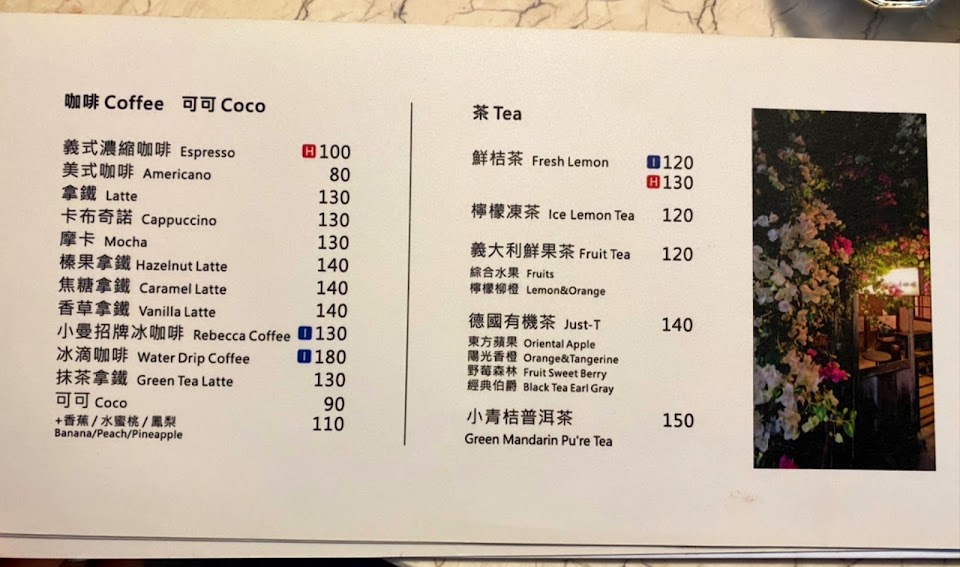 咖啡 Coffee 可可 Coco
義式濃縮咖啡 Espresso H 100
美式咖啡 Americano 80
拿鐵 Latte 130
卡布奇諾 Cappuccino 130
摩卡 Mocha 130
榛果拿鐵 Hazelnut Latte 140
焦糖拿鐵 Caramel Latte 140
香草拿鐵 Vanilla Latte 140
小曼招牌冰咖啡 Rebecca Coffee I 130
冰滴咖啡 Water Drip Coffee I 180
抹茶拿鐵 Green Tea Latte 130
可可 Coco 90
+香蕉 / 水蜜桃 / 鳳梨 110
Banana/Peach/Pineapple
茶 Tea
鮮桔茶 Fresh Lemon I 120
H 130
檸檬凍茶 Ice Lemon Tea 120
義大利鮮果茶 Fruit Tea 120
綜合水果 Fruits
檸檬柳橙 Lemon&Orange
德國有機茶 Just-T 140
東方蘋果 Oriental Apple
陽光香橙 Orange&Tangerine
野莓森林 Fruit Sweet Berry
經典伯爵 Black Tea Earl Gray
小青桔普洱茶 150
Green Mandarin Pu're Tea